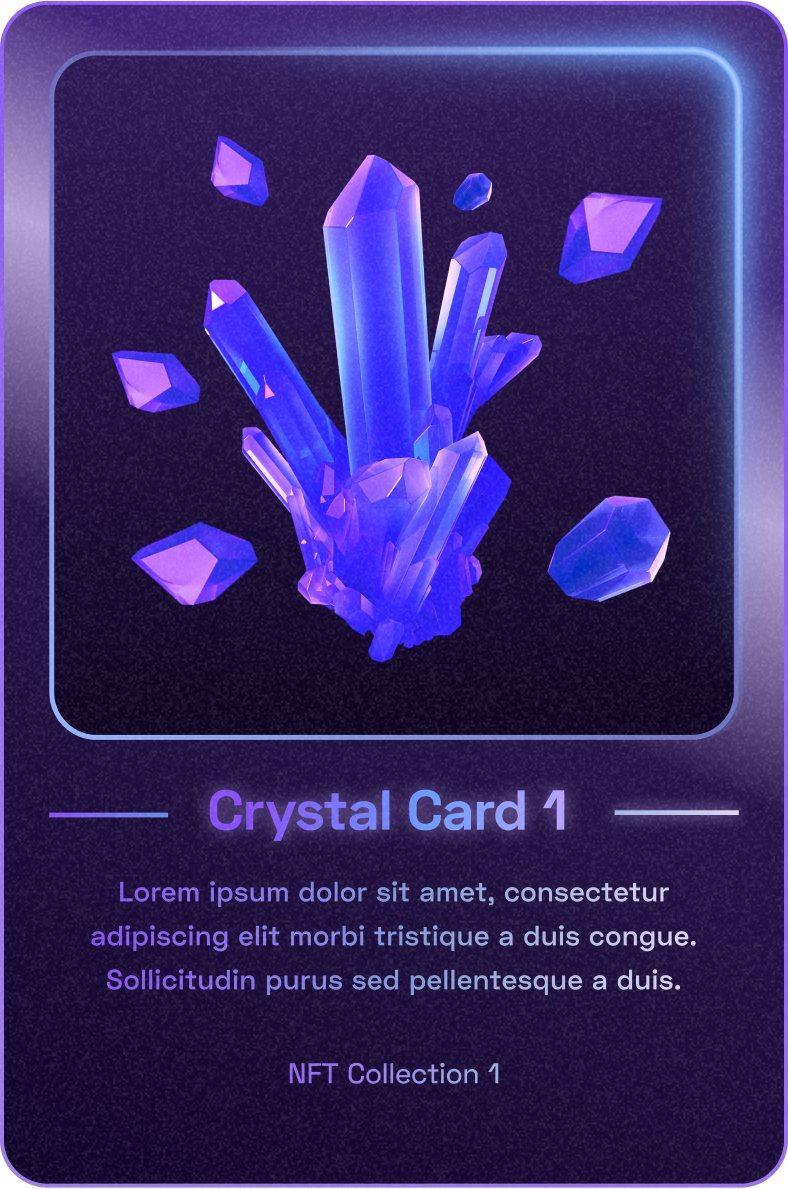 Crystal Card 1
Lorem ipsum dolor sit amet, consectetur
adipiscing elit morbi tristique a duis congue.
Sollicitudin purus sed pellentesque a duis.
NFT Collection 1